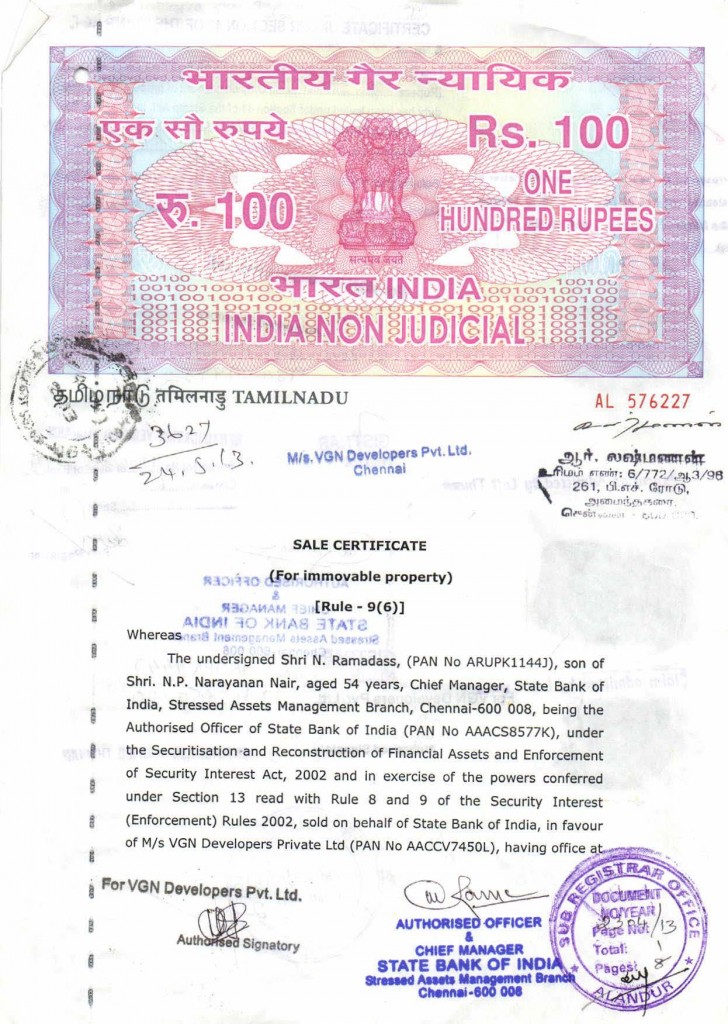 भारतीय गैर न्यायिक
एक सौ रुपये
Rs. 100
रु. 100
ONE
HUNDRED RUPEES
सत्यमेव जयते
भारत INDIA
INDIA NON JUDICIAL
தமிழ்நாடு तमिलनाडु TAMILNADU
AL 576227
3627
24.5.13.
M/s. VGN Developers Pvt. Ltd.
Chennai
ஆர். லஷ்மணன்
உரிமம் எண்: 6/772/ஆ3/98
261, பி.எச். ரோடு,
அமைந்தகரை,
SALE CERTIFICATE
(For immovable property)
[Rule - 9(6)]
Whereas
The undersigned Shri N. Ramadass, (PAN No ARUPK1144J), son of
Shri. N.P. Narayanan Nair, aged 54 years, Chief Manager, State Bank of
India, Stressed Assets Management Branch, Chennai-600 008, being the
Authorised Officer of State Bank of India (PAN No AAACS8577K), under
the Securitisation and Reconstruction of Financial Assets and Enforcement
of Security Interest Act, 2002 and in exercise of the powers conferred
under Section 13 read with Rule 8 and 9 of the Security Interest
(Enforcement) Rules 2002, sold on behalf of State Bank of India, in favour
of M/s VGN Developers Private Ltd (PAN No AACCV7450L), having office at
For VGN Developers Pvt. Ltd.
Authorised Signatory
AUTHORISED OFFICER
&
CHIEF MANAGER
STATE BANK OF INDIA
Stressed Assets Management Branch
Chennai-600 008
SUB REGISTRAR OFFICE
DOCUMENT
NO/YEAR
/13
Page No: 1
Total:
Pages: 8
ALANDUR